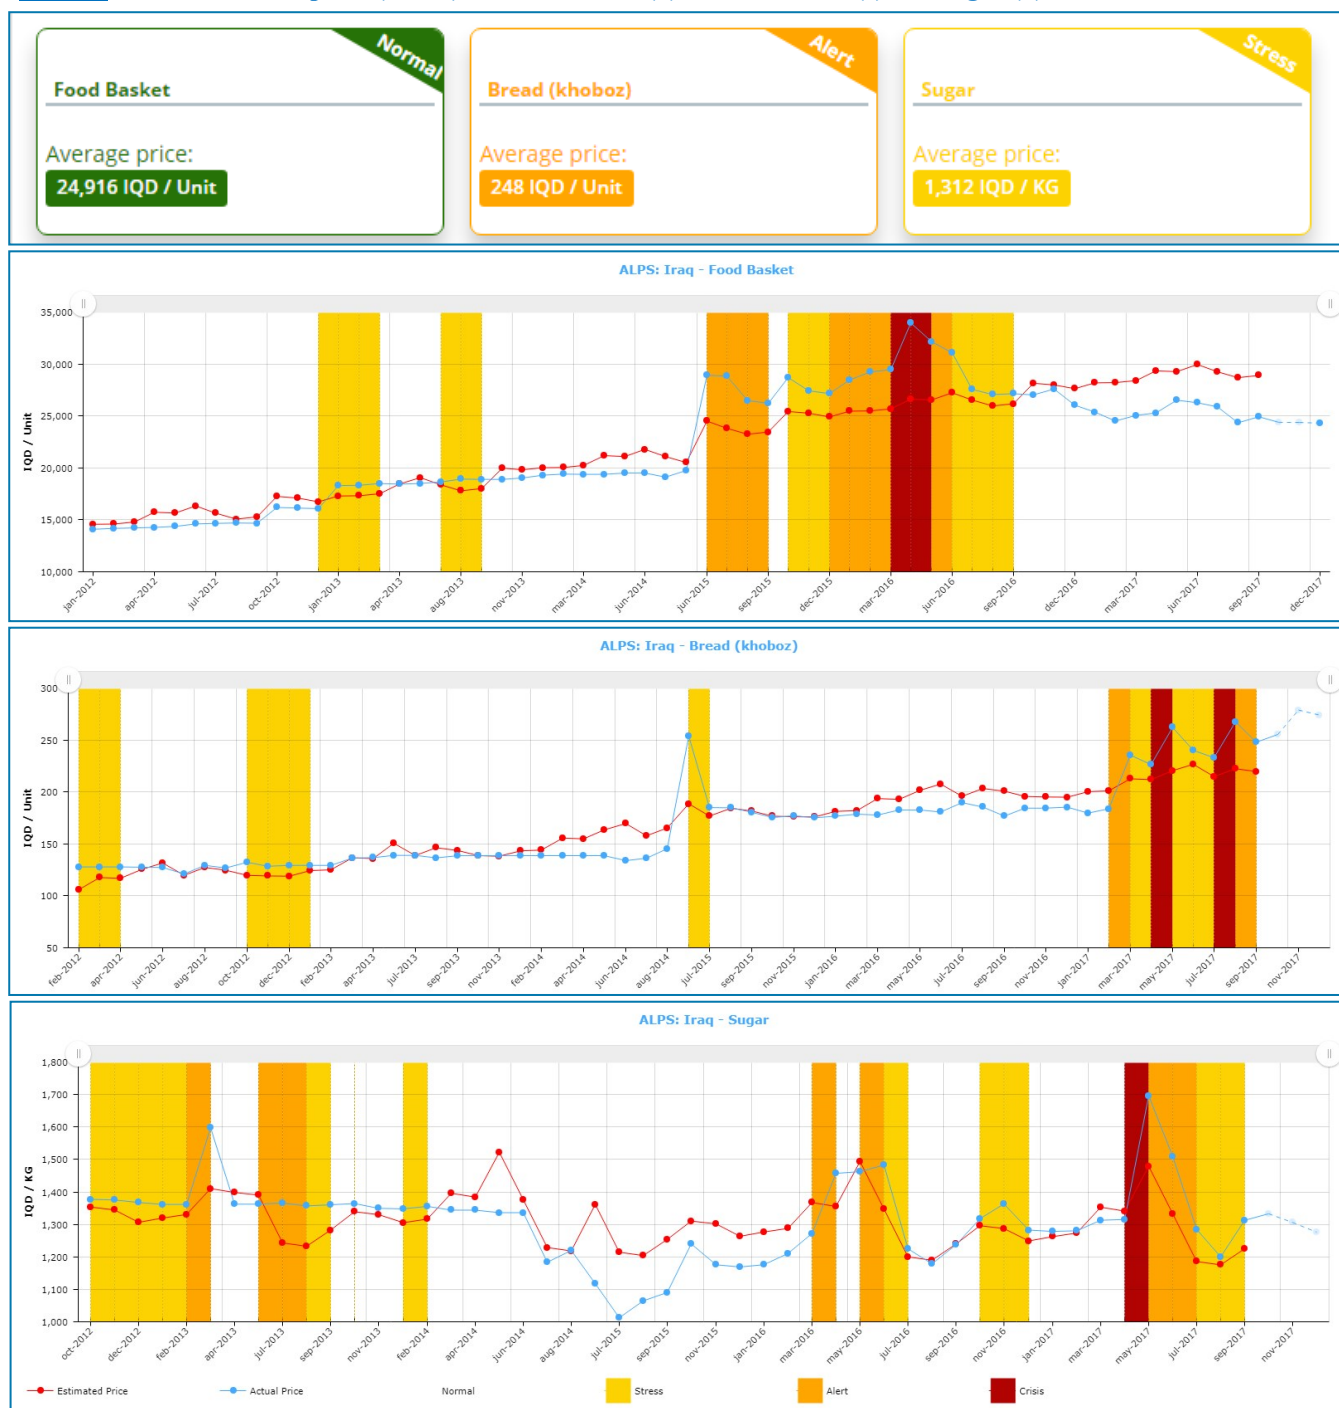 Normal
Food Basket
Average price:
24,916 IQD / Unit
Alert
Bread (khoboz)
Average price:
248 IQD / Unit
Stress
Sugar
Average price:
1,312 IQD / KG
ALPS: Iraq - Food Basket
IQD / Unit
35,000
30,000
25,000
20,000
15,000
10,000
jan-2012
apr-2012
jul-2012
oct-2012
jan-2013
apr-2013
aug-2013
nov-2013
mar-2014
jun-2014
jun-2015
sep-2015
dec-2015
mar-2016
jun-2016
sep-2016
dec-2016
mar-2017
jun-2017
sep-2017
dec-2017
ALPS: Iraq - Bread (khoboz)
IQD / Unit
300
250
200
150
100
50
feb-2012
apr-2012
jun-2012
aug-2012
oct-2012
dec-2012
feb-2013
apr-2013
jul-2013
sep-2013
nov-2013
feb-2014
apr-2014
jun-2014
aug-2014
jul-2015
sep-2015
nov-2015
jan-2016
mar-2016
may-2016
jul-2016
sep-2016
nov-2016
jan-2017
mar-2017
may-2017
jul-2017
sep-2017
nov-2017
ALPS: Iraq - Sugar
IQD / KG
1,800
1,700
1,600
1,500
1,400
1,300
1,200
1,100
1,000
oct-2012
dec-2012
feb-2013
apr-2013
jul-2013
sep-2013
nov-2013
feb-2014
apr-2014
jun-2014
aug-2014
jul-2015
sep-2015
nov-2015
jan-2016
mar-2016
may-2016
jul-2016
sep-2016
nov-2016
jan-2017
mar-2017
may-2017
jul-2017
sep-2017
nov-2017
Estimated Price
Actual Price
Normal
Stress
Alert
Crisis